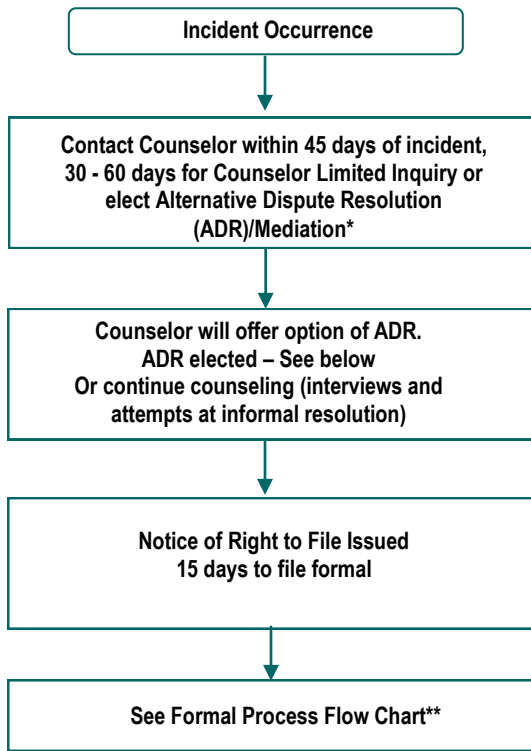 Incident Occurrence
Contact Counselor within 45 days of incident,
30 - 60 days for Counselor Limited Inquiry or
elect Alternative Dispute Resolution
(ADR)/Mediation*
Counselor will offer option of ADR.
ADR elected – See below
Or continue counseling (interviews and
attempts at informal resolution)
Notice of Right to File Issued
15 days to file formal
See Formal Process Flow Chart**